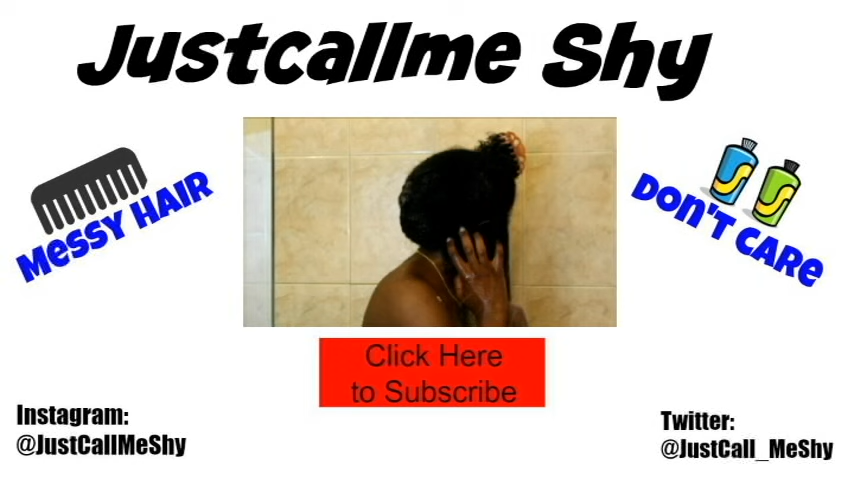 Justcallme Shy
Messy Hair
Don't Care
Click Here
to Subscribe
Instagram:
@JustCallMeShy
Twitter:
@JustCall_MeShy